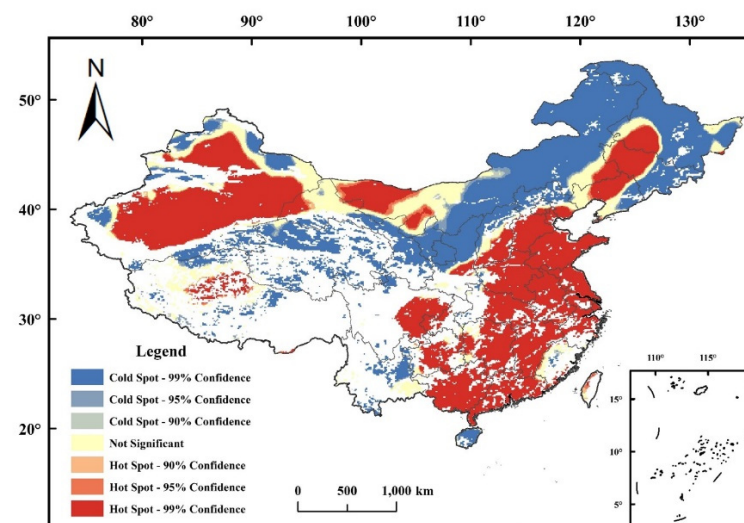 80° 90° 100° 110° 120° 130°
N
50°
40°
30°
20°
Legend
Cold Spot - 99% Confidence
Cold Spot - 95% Confidence
Cold Spot - 90% Confidence
Not Significant
Hot Spot - 90% Confidence
Hot Spot - 95% Confidence
Hot Spot - 99% Confidence
0 500 1,000 km
110° 115°
15°
10°
5°